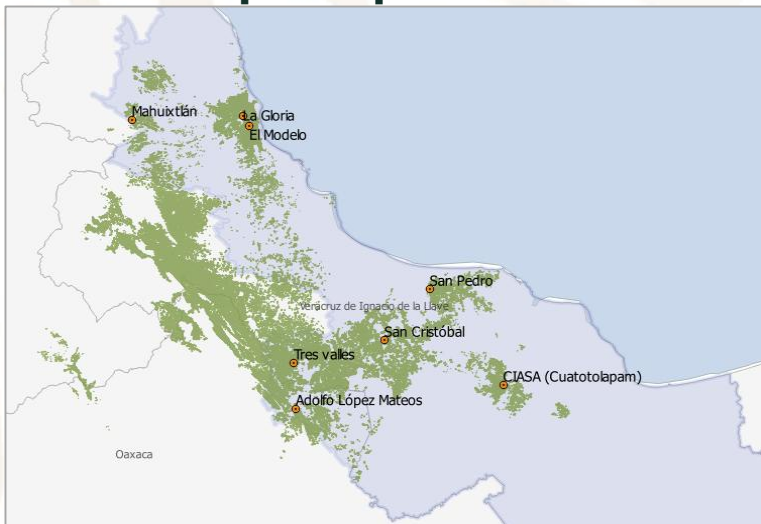 Mahuixtlán
La Gloria
El Modelo
San Pedro
Veracruz de Ignacio de la Llave
San Cristóbal
Tres valles
CIASA (Cuatotolapam)
Adolfo López Mateos
Oaxaca